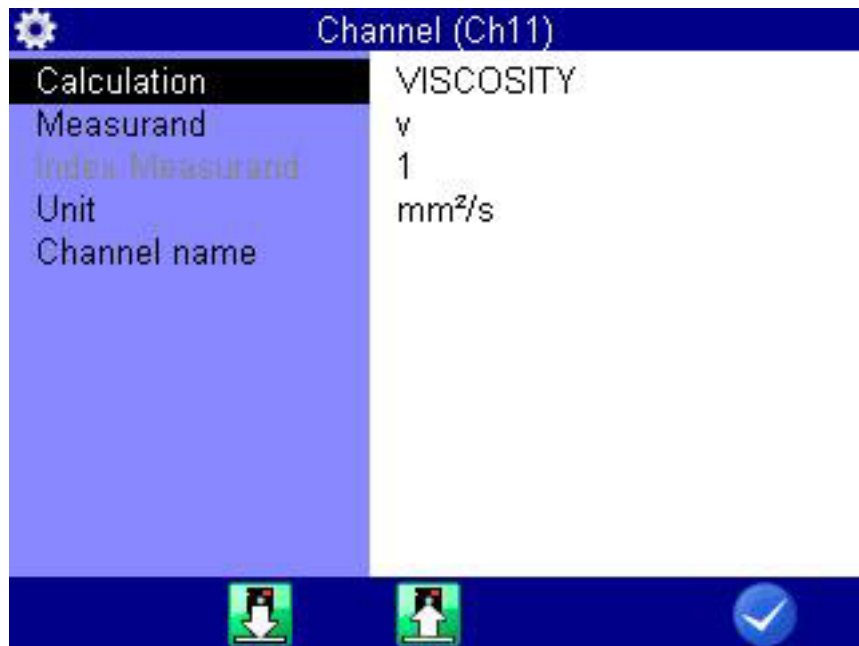 Channel (Ch11)
Calculation VISCOSITY
Measurand v
Index Measurand 1
Unit mm²/s
Channel name